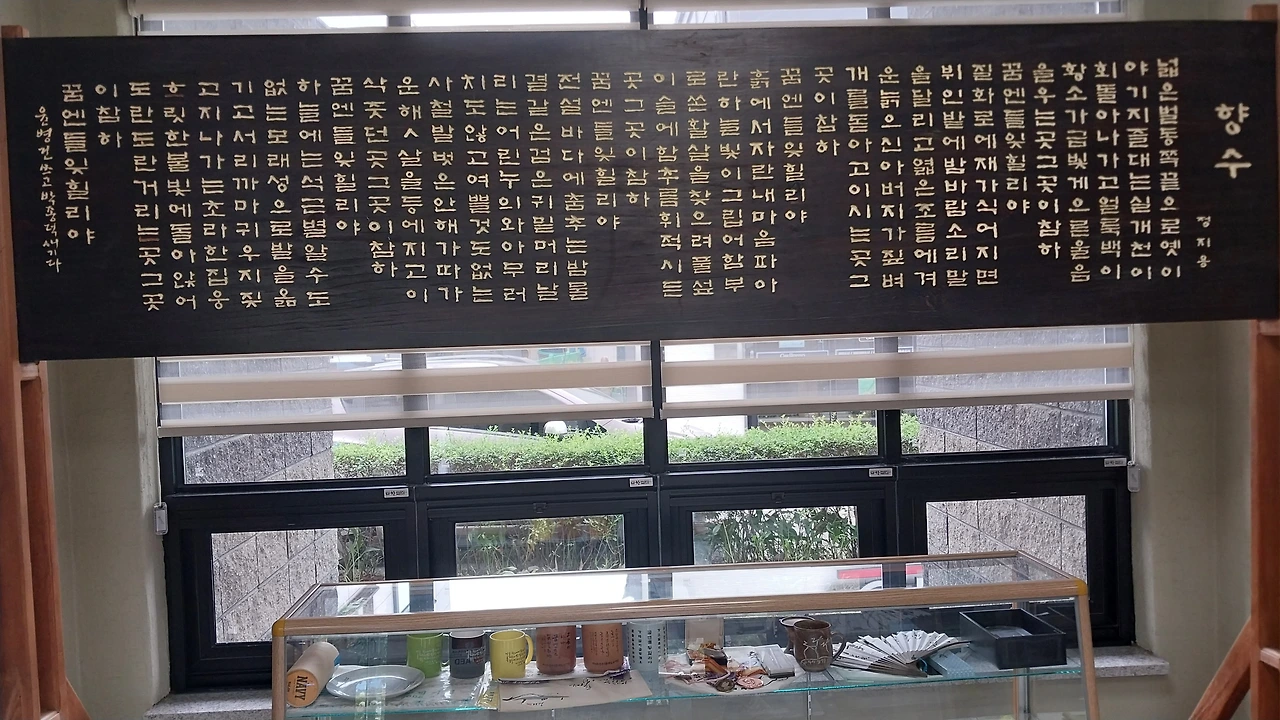 향수
정지용
넓은벌동쪽끝으로옛이
야기지줄대는실개천이
회돌아나가고얼룩백이
황소가금빛게으른울음
을우는곳그곳이참하
꿈엔들잊힐리야
질화로에재가식어지면
뷔인밭에밤바람소리말
을달리고엷은조름에겨
운늙으신아버지가짚벼
개를돋아고이시는곳그
곳이참하
꿈엔들잊힐리야
흙에서자란내마음파아
란하늘빛이그립어함부
로쏜활살을찾으려풀섶
이슬에함추름휘적시든
곳그곳이참하
꿈엔들잊힐리야
전설바다에춤추는밤물
결같은검은귀밑머리날
리는어린누의와아무러
치도않고여쁠것도없는
사철발벗은안해가따가
운해ㅅ살을등에지고이
삭줏던곳그곳이참하
꿈엔들잊힐리야
하늘에는석근별알수도
없는모래성으로발을옮
기고서리까마귀우지짖
고지나가는초라한집웅
흐릿한불빛에돌아앉어
도란도란거리는곳그곳
이참하
꿈엔들잊힐리야
쓰고 새기다
NAVY